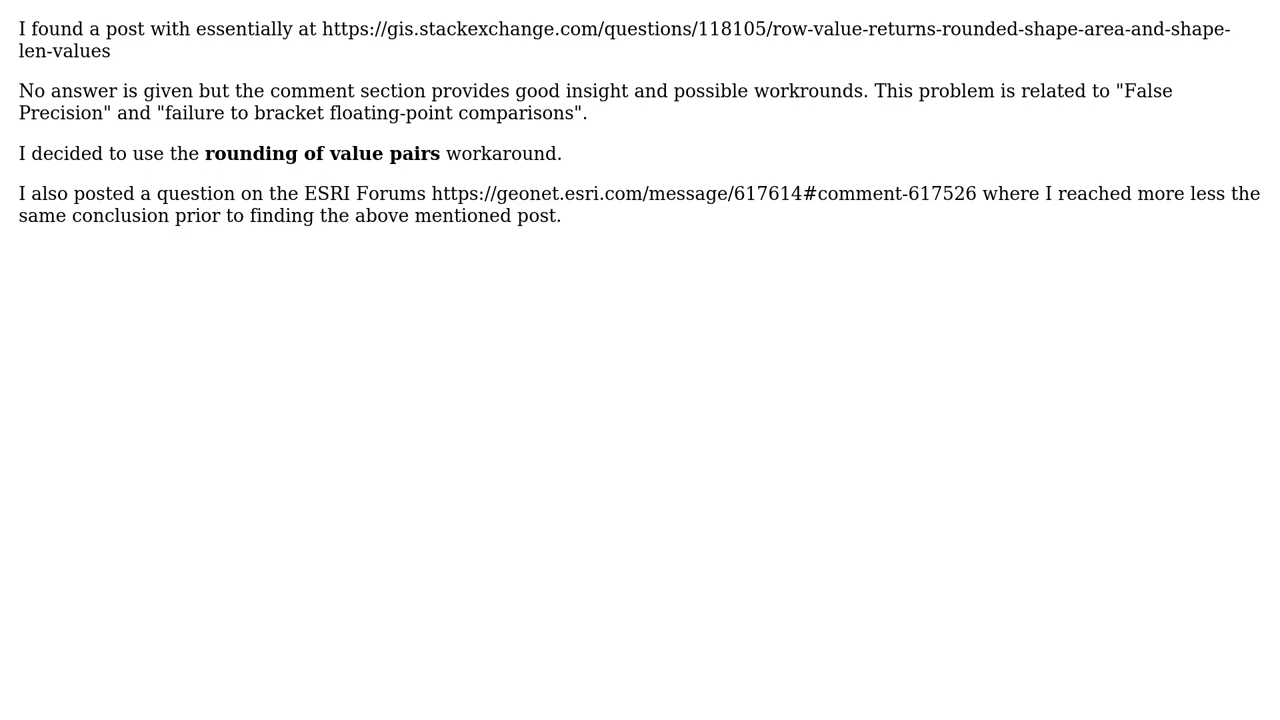 I found a post with essentially at https://gis.stackexchange.com/questions/118105/row-value-returns-rounded-shape-area-and-shape-
len-values
No answer is given but the comment section provides good insight and possible workrounds. This problem is related to "False
Precision" and "failure to bracket floating-point comparisons".
I decided to use the rounding of value pairs workaround.
I also posted a question on the ESRI Forums https://geonet.esri.com/message/617614#comment-617526 where I reached more less the
same conclusion prior to finding the above mentioned post.